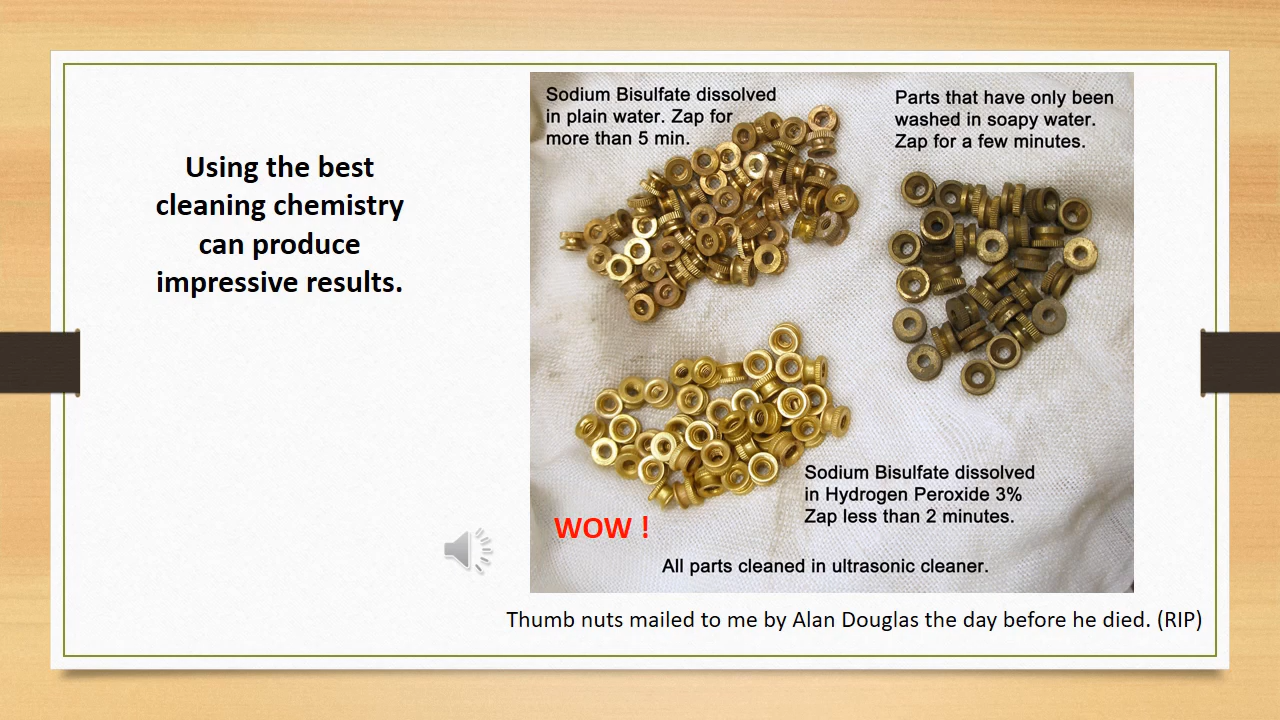 Using the best
cleaning chemistry
can produce
impressive results.
Sodium Bisulfate dissolved
in plain water. Zap for
more than 5 min.
Parts that have only been
washed in soapy water.
Zap for a few minutes.
Sodium Bisulfate dissolved
in Hydrogen Peroxide 3%
Zap less than 2 minutes.
WOW !
All parts cleaned in ultrasonic cleaner.
Thumb nuts mailed to me by Alan Douglas the day before he died. (RIP)